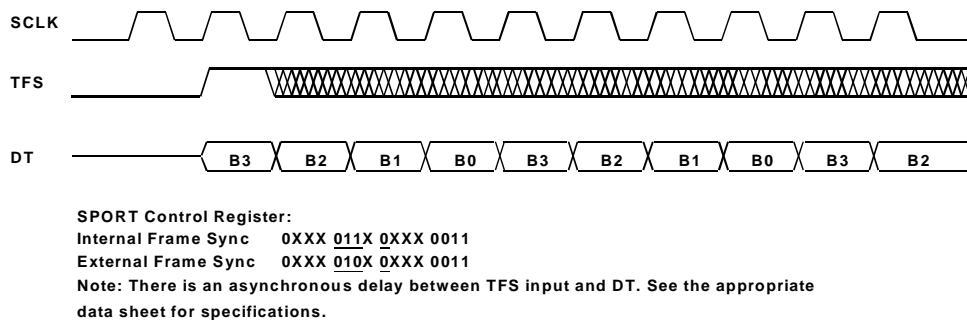 SCLK
TFS
DT
B3 B2 B1 B0 B3 B2 B1 B0 B3 B2
SPORT Control Register:
Internal Frame Sync 0XXX 011X 0XXX 0011
External Frame Sync 0XXX 010X 0XXX 0011
Note: There is an asynchronous delay between TFS input and DT. See the appropriate
data sheet for specifications.